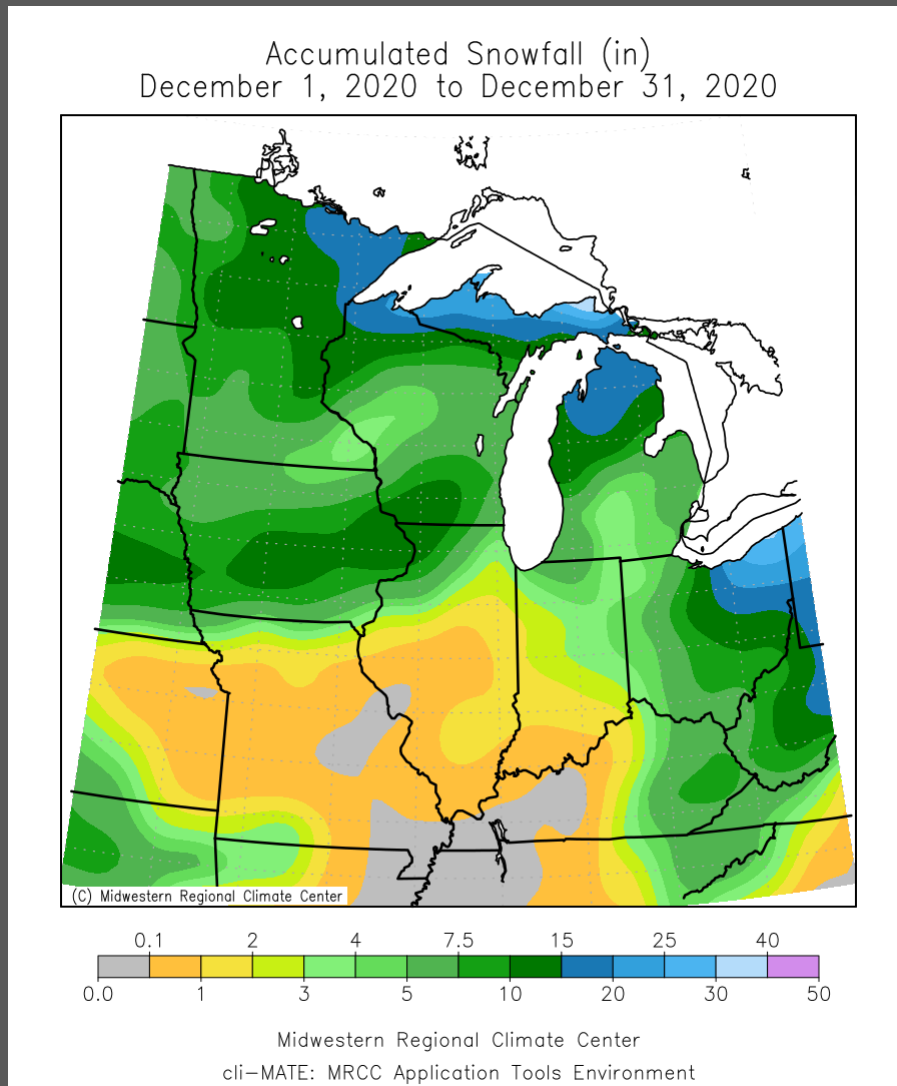 Accumulated Snowfall (in)
December 1, 2020 to December 31, 2020
(C) Midwestern Regional Climate Center
0.1 2 4 7.5 15 25 40
0.0 1 3 5 10 20 30 50
Midwestern Regional Climate Center
cli-MATE: MRCC Application Tools Environment